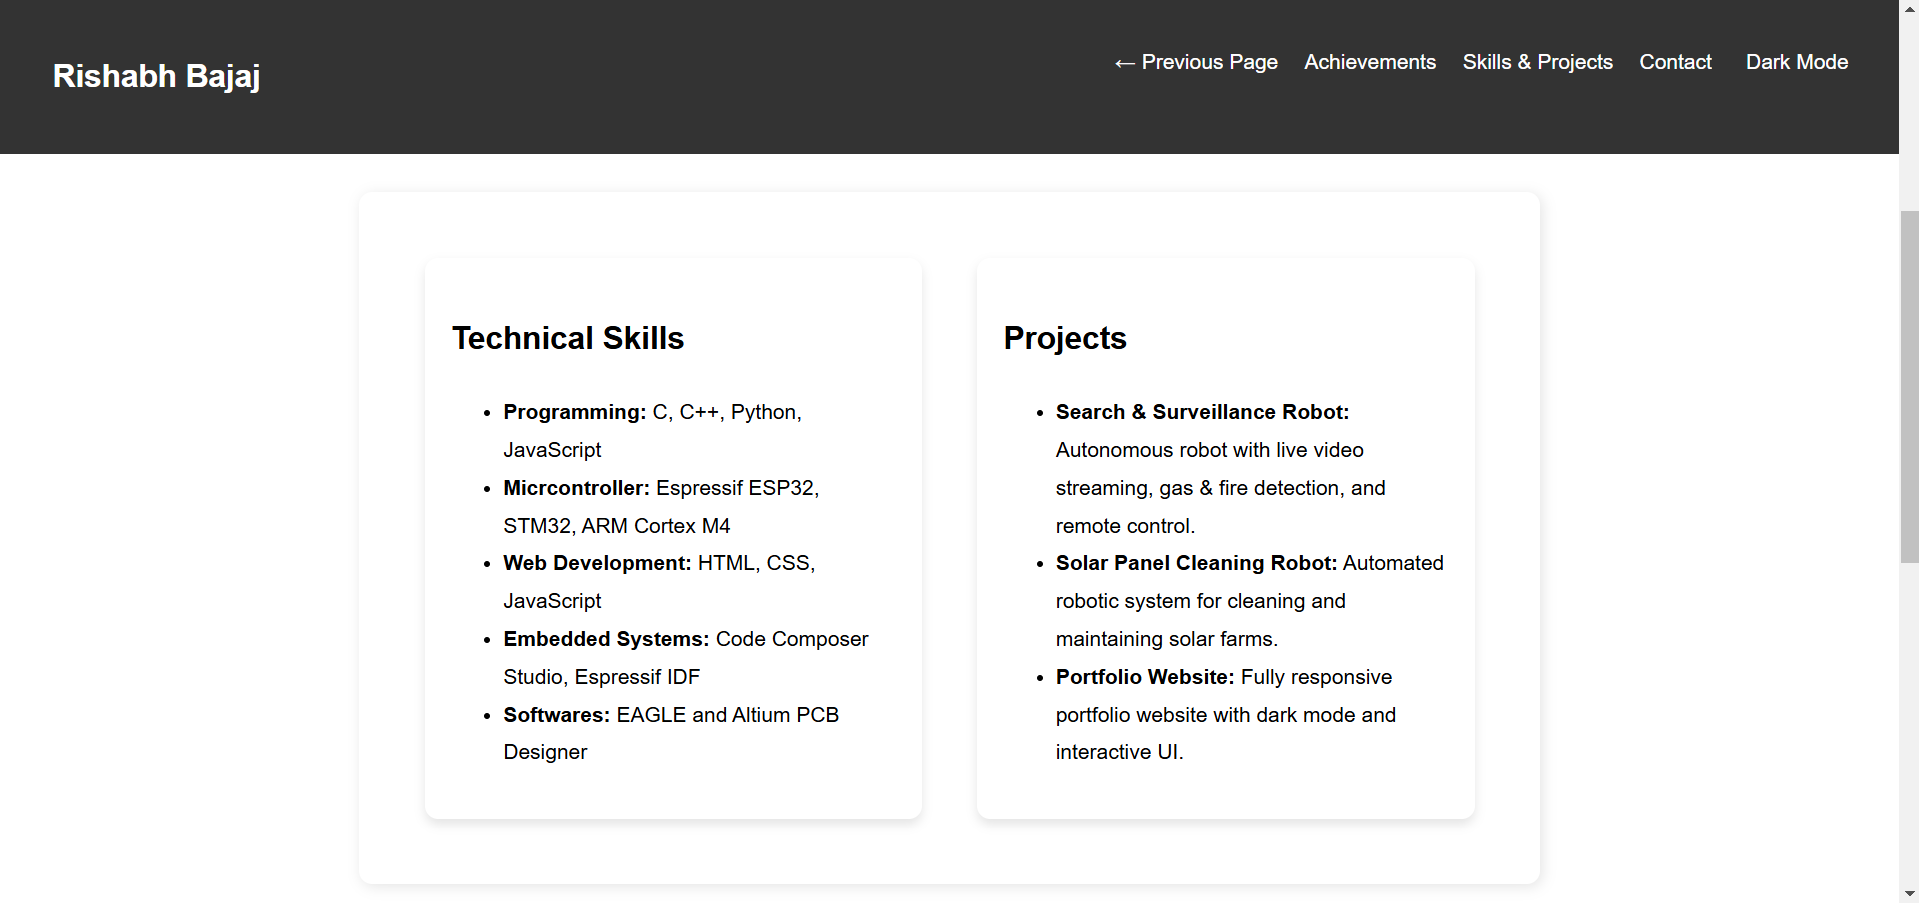 Rishabh Bajaj
← Previous Page Achievements Skills & Projects Contact Dark Mode
Technical Skills
• Programming: C, C++, Python,
JavaScript
• Micrcontroller: Espressif ESP32,
STM32, ARM Cortex M4
• Web Development: HTML, CSS,
JavaScript
• Embedded Systems: Code Composer
Studio, Espressif IDF
• Softwares: EAGLE and Altium PCB
Designer
Projects
• Search & Surveillance Robot:
Autonomous robot with live video
streaming, gas & fire detection, and
remote control.
• Solar Panel Cleaning Robot: Automated
robotic system for cleaning and
maintaining solar farms.
• Portfolio Website: Fully responsive
portfolio website with dark mode and
interactive UI.